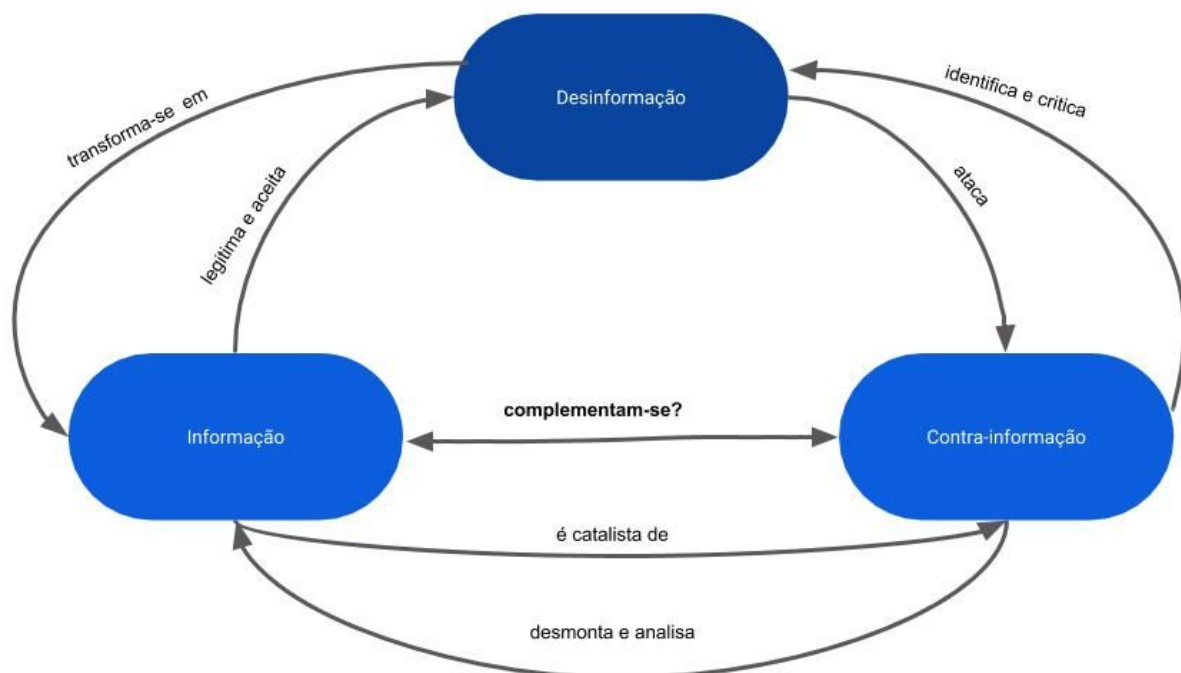 Desinformação
identifica e critica
transforma-se em
legitima e aceita
ataca
complementam-se?
Informação
Contra-informação
é catalista de
desmonta e analisa